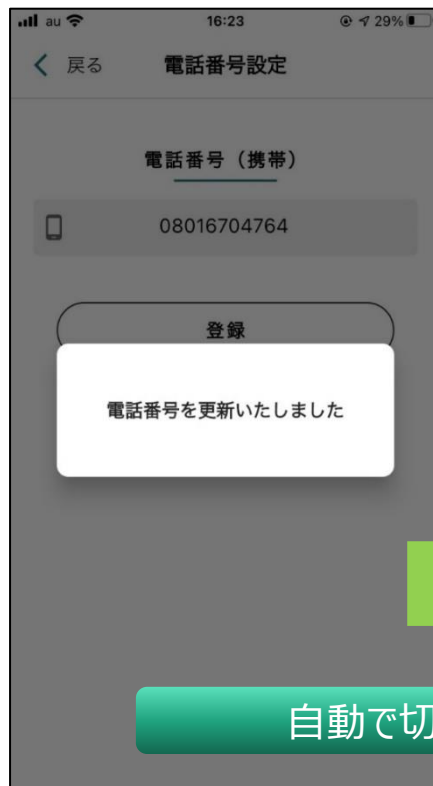 au 16:23 29%
戻る 電話番号設定
電話番号（携帯）
08016704764
登録
電話番号を更新いたしました
自動で切